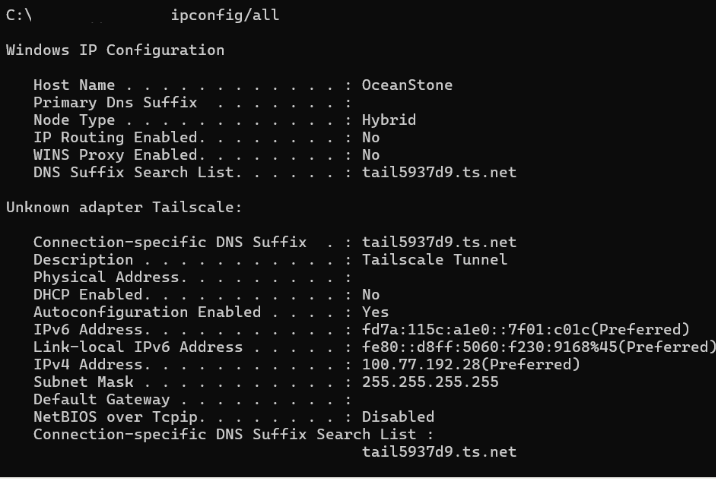 C:\ ipconfig/all
Windows IP Configuration
Host Name . . . . . . . . . . . . : OceanStone
Primary Dns Suffix  . . . . . . . :
Node Type . . . . . . . . . . . . : Hybrid
IP Routing Enabled. . . . . . . . : No
WINS Proxy Enabled. . . . . . . . : No
DNS Suffix Search List. . . . . . : tail5937d9.ts.net
Unknown adapter Tailscale:
Connection-specific DNS Suffix  . : tail5937d9.ts.net
Description . . . . . . . . . . . : Tailscale Tunnel
Physical Address. . . . . . . . . :
DHCP Enabled. . . . . . . . . . . : No
Autoconfiguration Enabled . . . . : Yes
IPv6 Address. . . . . . . . . . . : fd7a:115c:a1e0::7f01:c01c(Preferred)
Link-local IPv6 Address . . . . . : fe80::d8ff:5060:f230:9168%45(Preferred)
IPv4 Address. . . . . . . . . . . : 100.77.192.28(Preferred)
Subnet Mask . . . . . . . . . . . : 255.255.255.255
Default Gateway . . . . . . . . . :
NetBIOS over Tcpip. . . . . . . . : Disabled
Connection-specific DNS Suffix Search List :
tail5937d9.ts.net